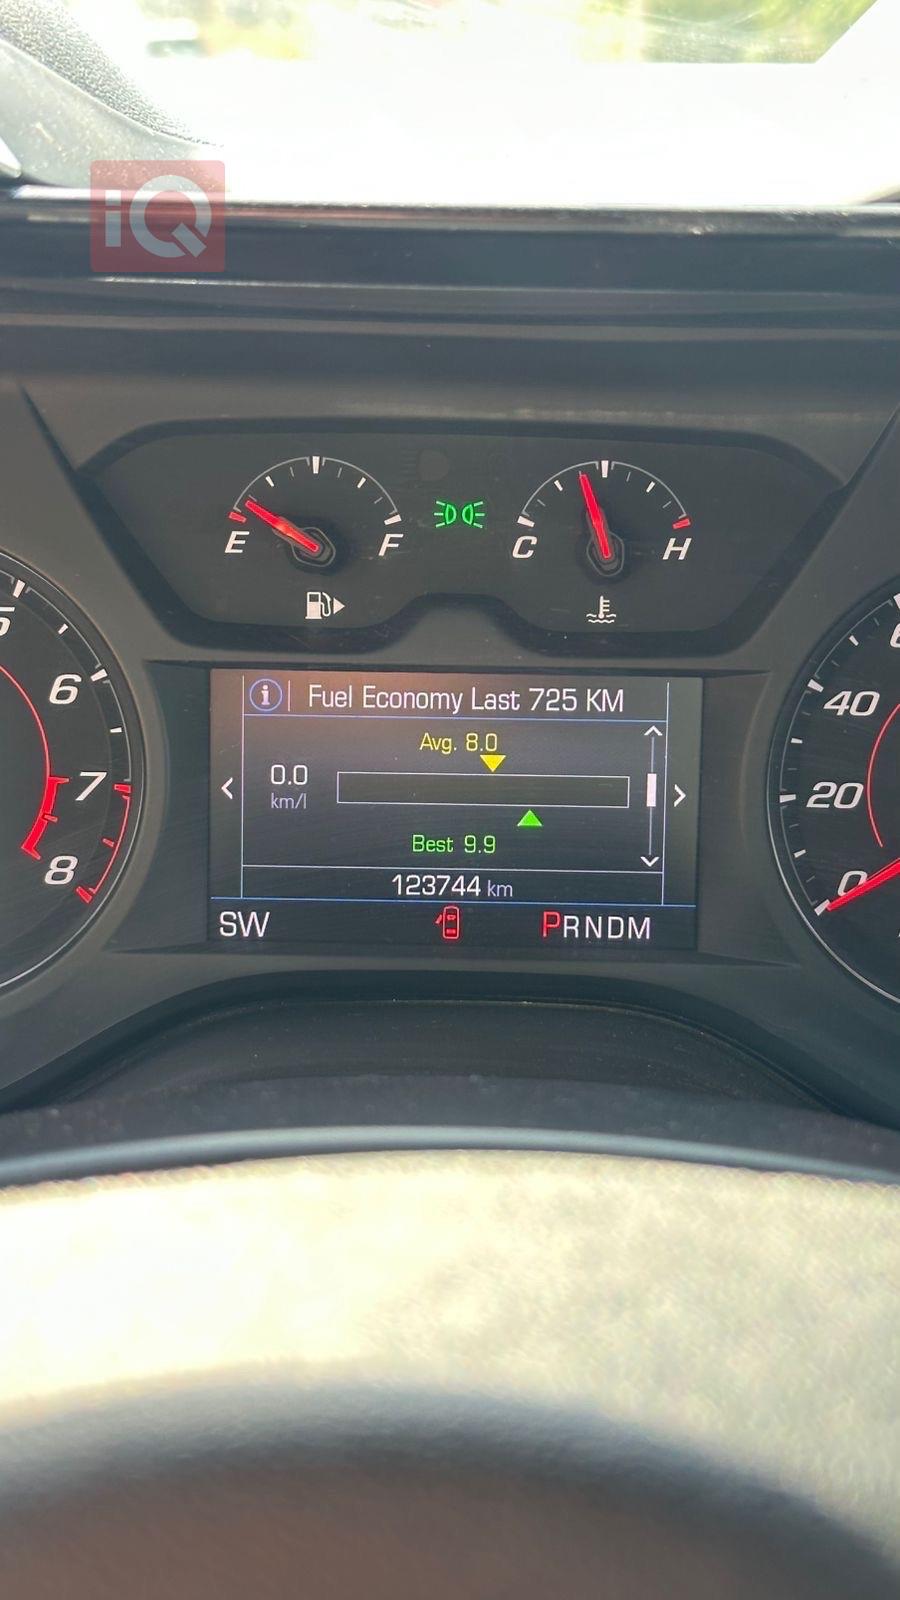 iQ
E
F
C
H
5
6
7
8
Fuel Economy Last 725 KM
Avg. 8.0
0.0
km/l
Best 9.9
123744 km
SW
PRNDM
40
20
0